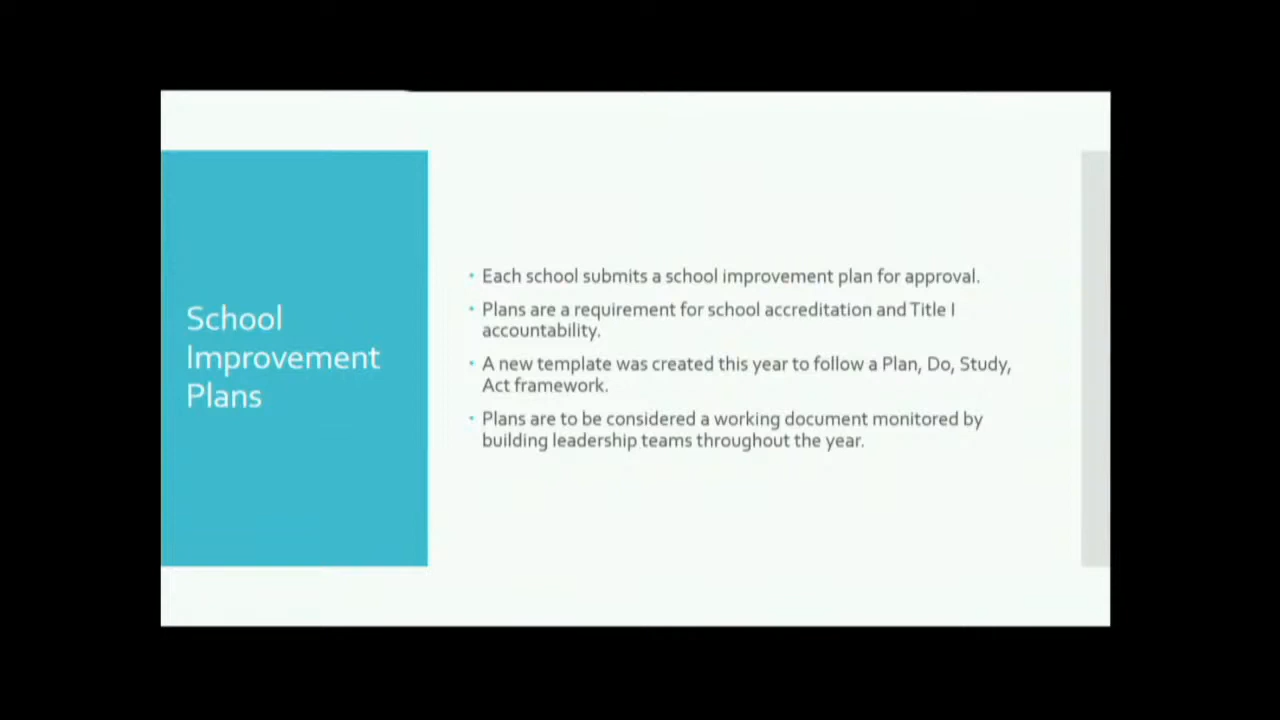 School
Improvement
Plans
• Each school submits a school improvement plan for approval.
• Plans are a requirement for school accreditation and Title I
accountability.
• A new template was created this year to follow a Plan, Do, Study,
Act framework.
• Plans are to be considered a working document monitored by
building leadership teams throughout the year.